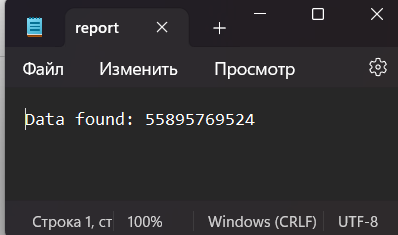 report
Файл Изменить Просмотр
Data found: 55895769524
Строка 1, ст 100% Windows (CRLF) UTF-8